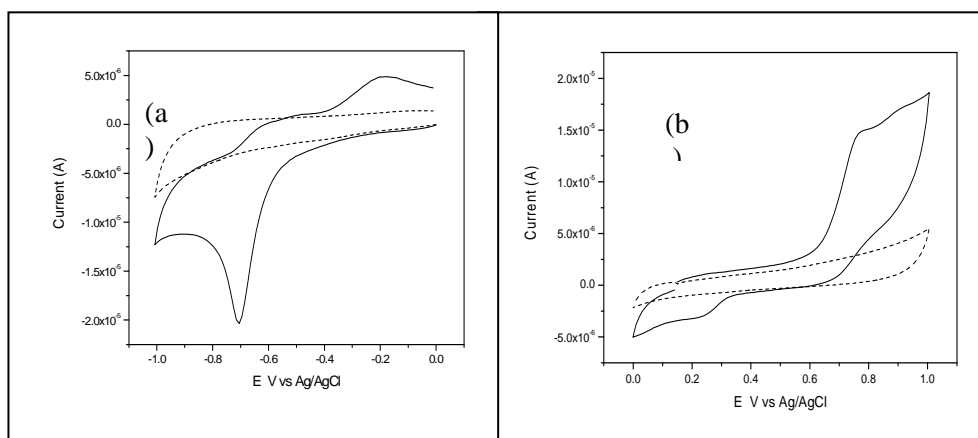 (a
)
5.0x10⁻⁶
0.0
-5.0x10⁻⁶
-1.0x10⁻⁵
-1.5x10⁻⁵
-2.0x10⁻⁵
Current (A)
-1.0 -0.8 -0.6 -0.4 -0.2 0.0
E V vs Ag/AgCl
(b
)
2.0x10⁻⁵
1.5x10⁻⁵
1.0x10⁻⁵
5.0x10⁻⁶
0.0
-5.0x10⁻⁶
Current (A)
0.0 0.2 0.4 0.6 0.8 1.0
E V vs Ag/AgCl